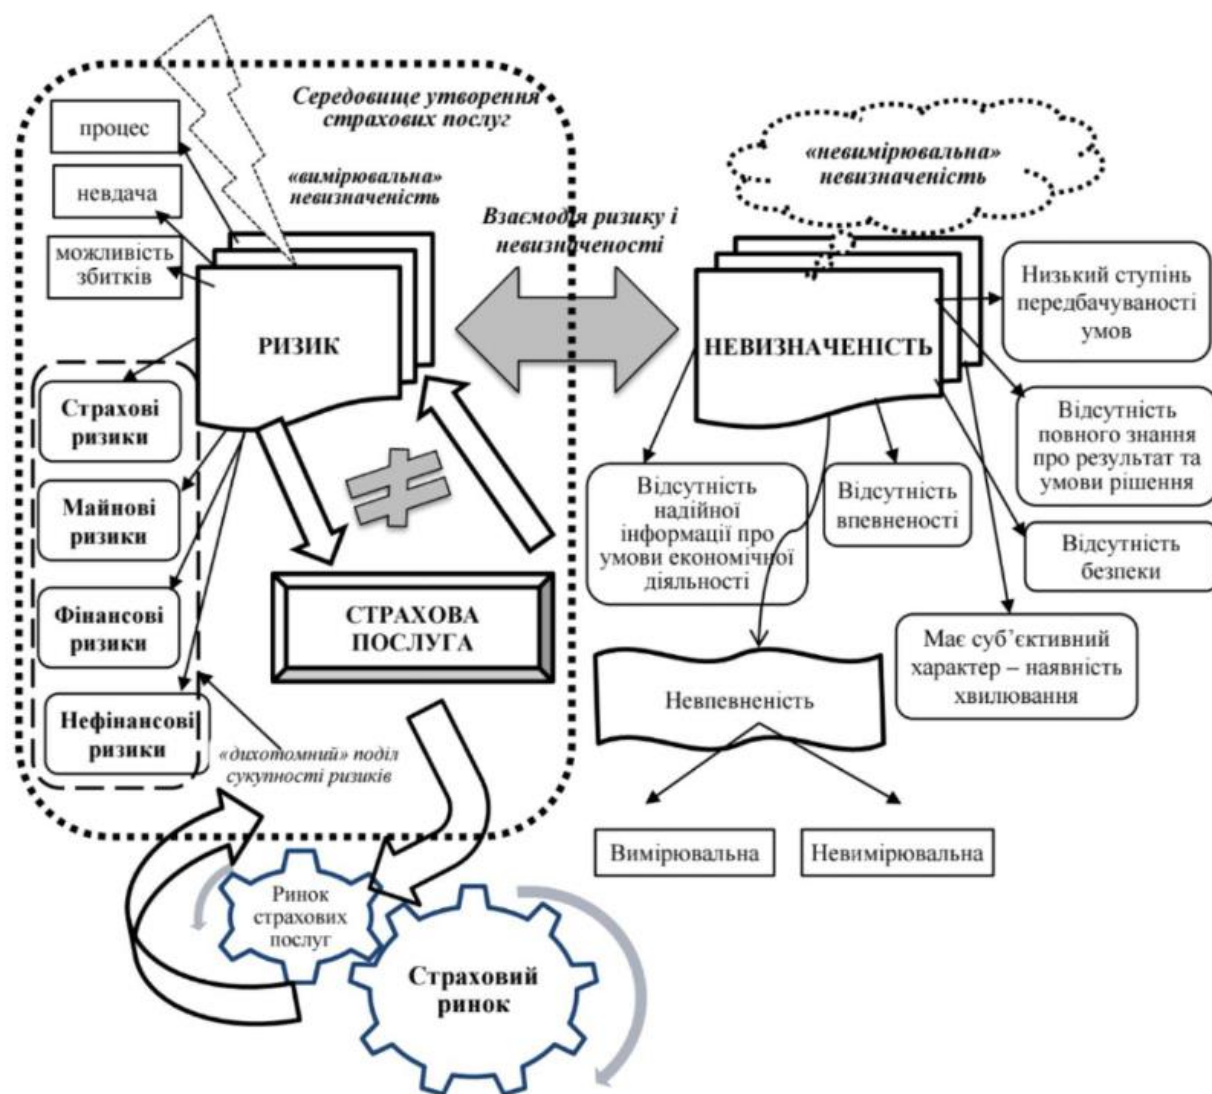 Середовище утворення
страхових послуг
процес
невдача
можливість
збитків
«вимірювальна»
невизначеність
Взаємодія ризику і
невизначеності
«невимірювальна»
невизначеність
РИЗИК
НЕВИЗНАЧЕНІСТЬ
Низький ступінь
передбачуваності
умов
Страхові
ризики
Майнові
ризики
Фінансові
ризики
Нефінансові
ризики
≠
СТРАХОВА
ПОСЛУГА
«дихотомний» поділ
сукупності ризиків
Відсутність
надійної
інформації про
умови економічної
діяльності
Відсутність
впевненості
Відсутність
повного знання
про результат та
умови рішення
Відсутність
безпеки
Має суб’єктивний
характер – наявність
хвилювання
Невпевненість
Вимірювальна
Невимірювальна
Ринок
страхових
послуг
Страховий
ринок